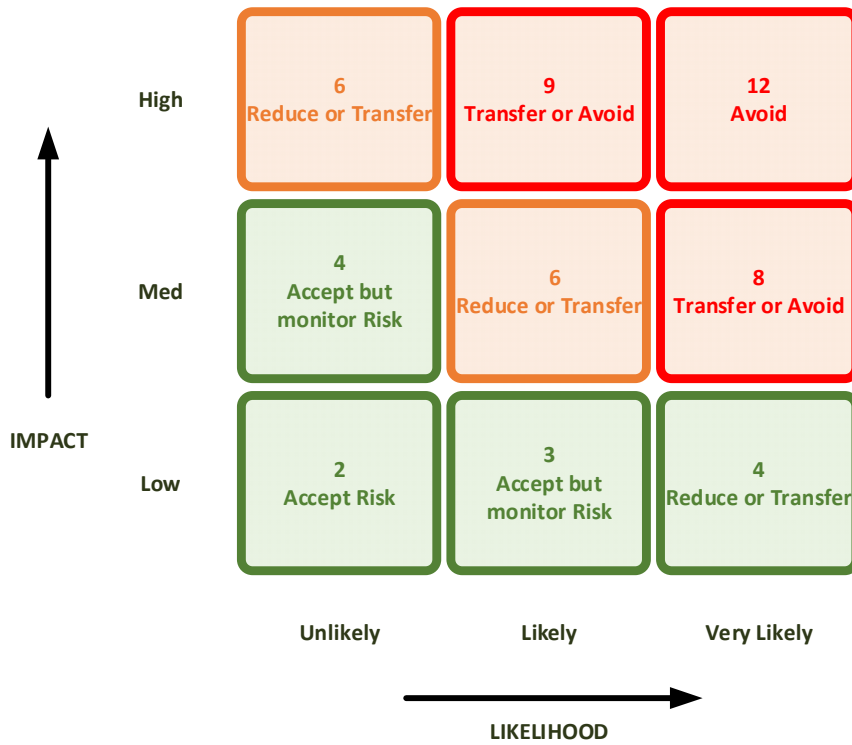 High
6
Reduce or Transfer
9
Transfer or Avoid
12
Avoid
Med
4
Accept but
monitor Risk
6
Reduce or Transfer
8
Transfer or Avoid
IMPACT
Low
2
Accept Risk
3
Accept but
monitor Risk
4
Reduce or Transfer
Unlikely
Likely
Very Likely
LIKELIHOOD